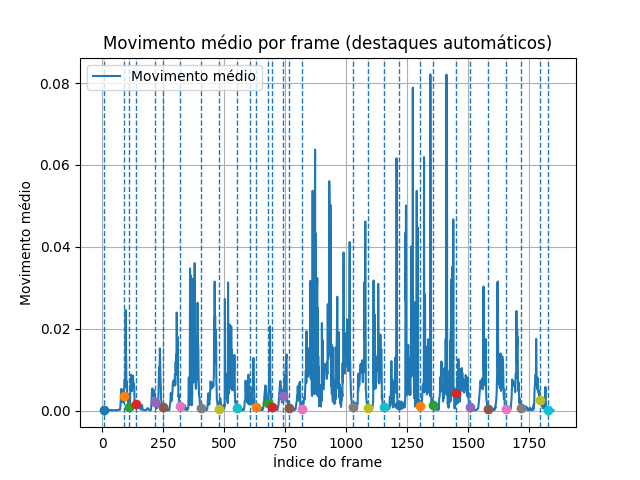 Movimento médio por frame (destaques automáticos)
Movimento médio
0.08
0.06
0.04
0.02
0.00
Movimento médio
0 250 500 750 1000 1250 1500 1750
Índice do frame